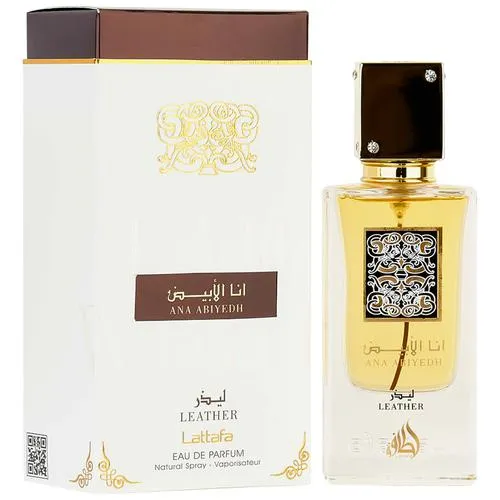 انا الأبيض
ANA ABIYEDH
ليذر
LEATHER
Lattafa
EAU DE PARFUM
Natural Spray - Vaporisateur
انا الأبيض
ANA ABIYEDH
ليذر
LEATHER
لطافة